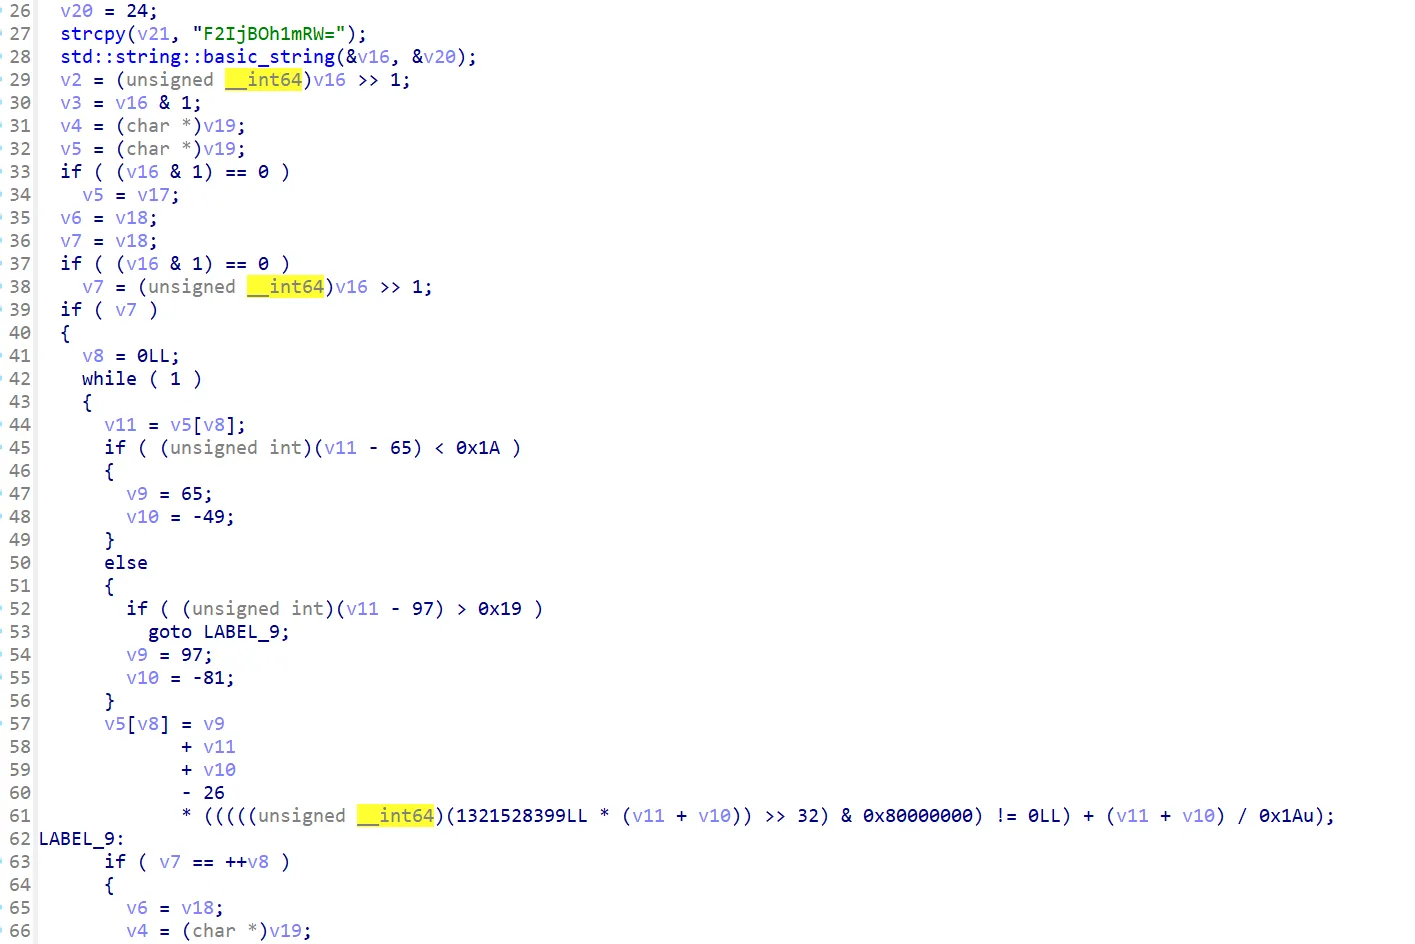 26 v20 = 24;
27 strcpy(v21, "F2IjBOh1mRW=");
28 std::string::basic_string(&v16, &v20);
29 v2 = (unsigned __int64)v16 >> 1;
30 v3 = v16 & 1;
31 v4 = (char *)v19;
32 v5 = (char *)v19;
33 if ( (v16 & 1) == 0 )
34 v5 = v17;
35 v6 = v18;
36 v7 = v18;
37 if ( (v16 & 1) == 0 )
38 v7 = (unsigned __int64)v16 >> 1;
39 if ( v7 )
40 {
41 v8 = 0LL;
42 while ( 1 )
43 {
44 v11 = v5[v8];
45 if ( (unsigned int)(v11 - 65) < 0x1A )
46 {
47 v9 = 65;
48 v10 = -49;
49 }
50 else
51 {
52 if ( (unsigned int)(v11 - 97) > 0x19 )
53 goto LABEL_9;
54 v9 = 97;
55 v10 = -81;
56 }
57 v5[v8] = v9
58 + v11
59 + v10
60 - 26
61 * (((((unsigned __int64)(1321528399LL * (v11 + v10)) >> 32) & 0x80000000) != 0LL) + (v11 + v10) / 0x1Au);
62 LABEL_9:
63 if ( v7 == ++v8 )
64 {
65 v6 = v18;
66 v4 = (char *)v19;